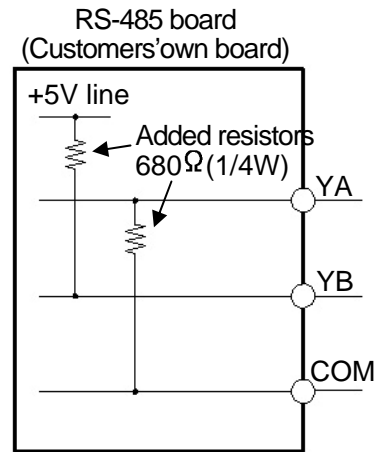 RS-485 board
(Customers'own board)
+5V line
Added resistors
680Ω(1/4W)
YA
YB
COM